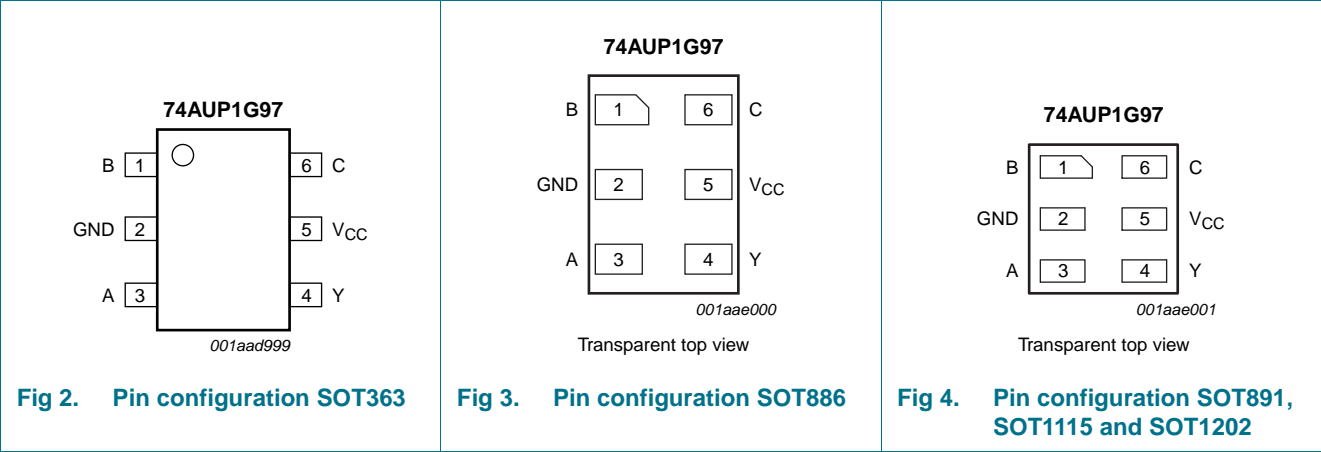 74AUP1G97
B 1 6 C
GND 2 5 VCC
A 3 4 Y
001aad999
Fig 2. Pin configuration SOT363
74AUP1G97
B 1 6 C
GND 2 5 VCC
A 3 4 Y
001aae000
Transparent top view
Fig 3. Pin configuration SOT886
74AUP1G97
B 1 6 C
GND 2 5 VCC
A 3 4 Y
001aae001
Transparent top view
Fig 4. Pin configuration SOT891,
SOT1115 and SOT1202